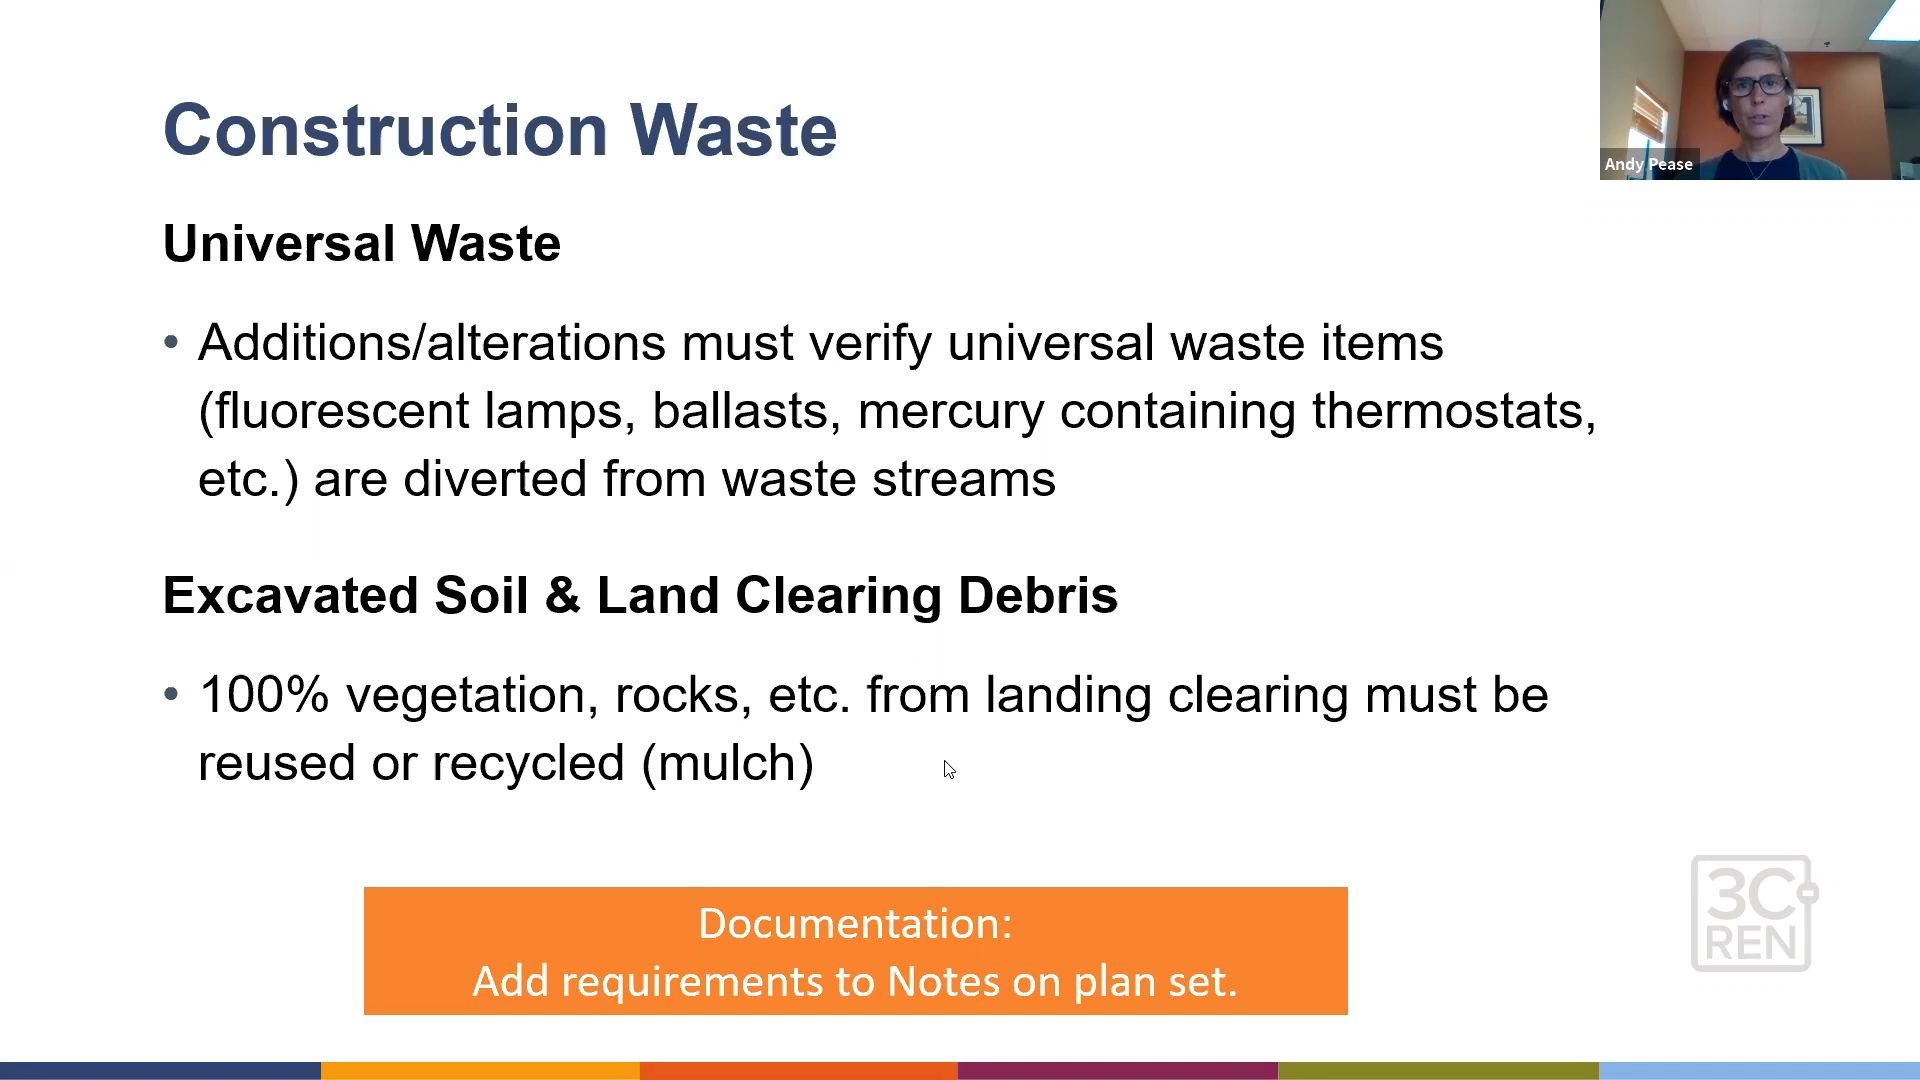 Construction Waste
Andy Pease
Universal Waste
• Additions/alterations must verify universal waste items
(fluorescent lamps, ballasts, mercury containing thermostats,
etc.) are diverted from waste streams
Excavated Soil & Land Clearing Debris
• 100% vegetation, rocks, etc. from landing clearing must be
reused or recycled (mulch)
Documentation:
Add requirements to Notes on plan set.
3C
REN